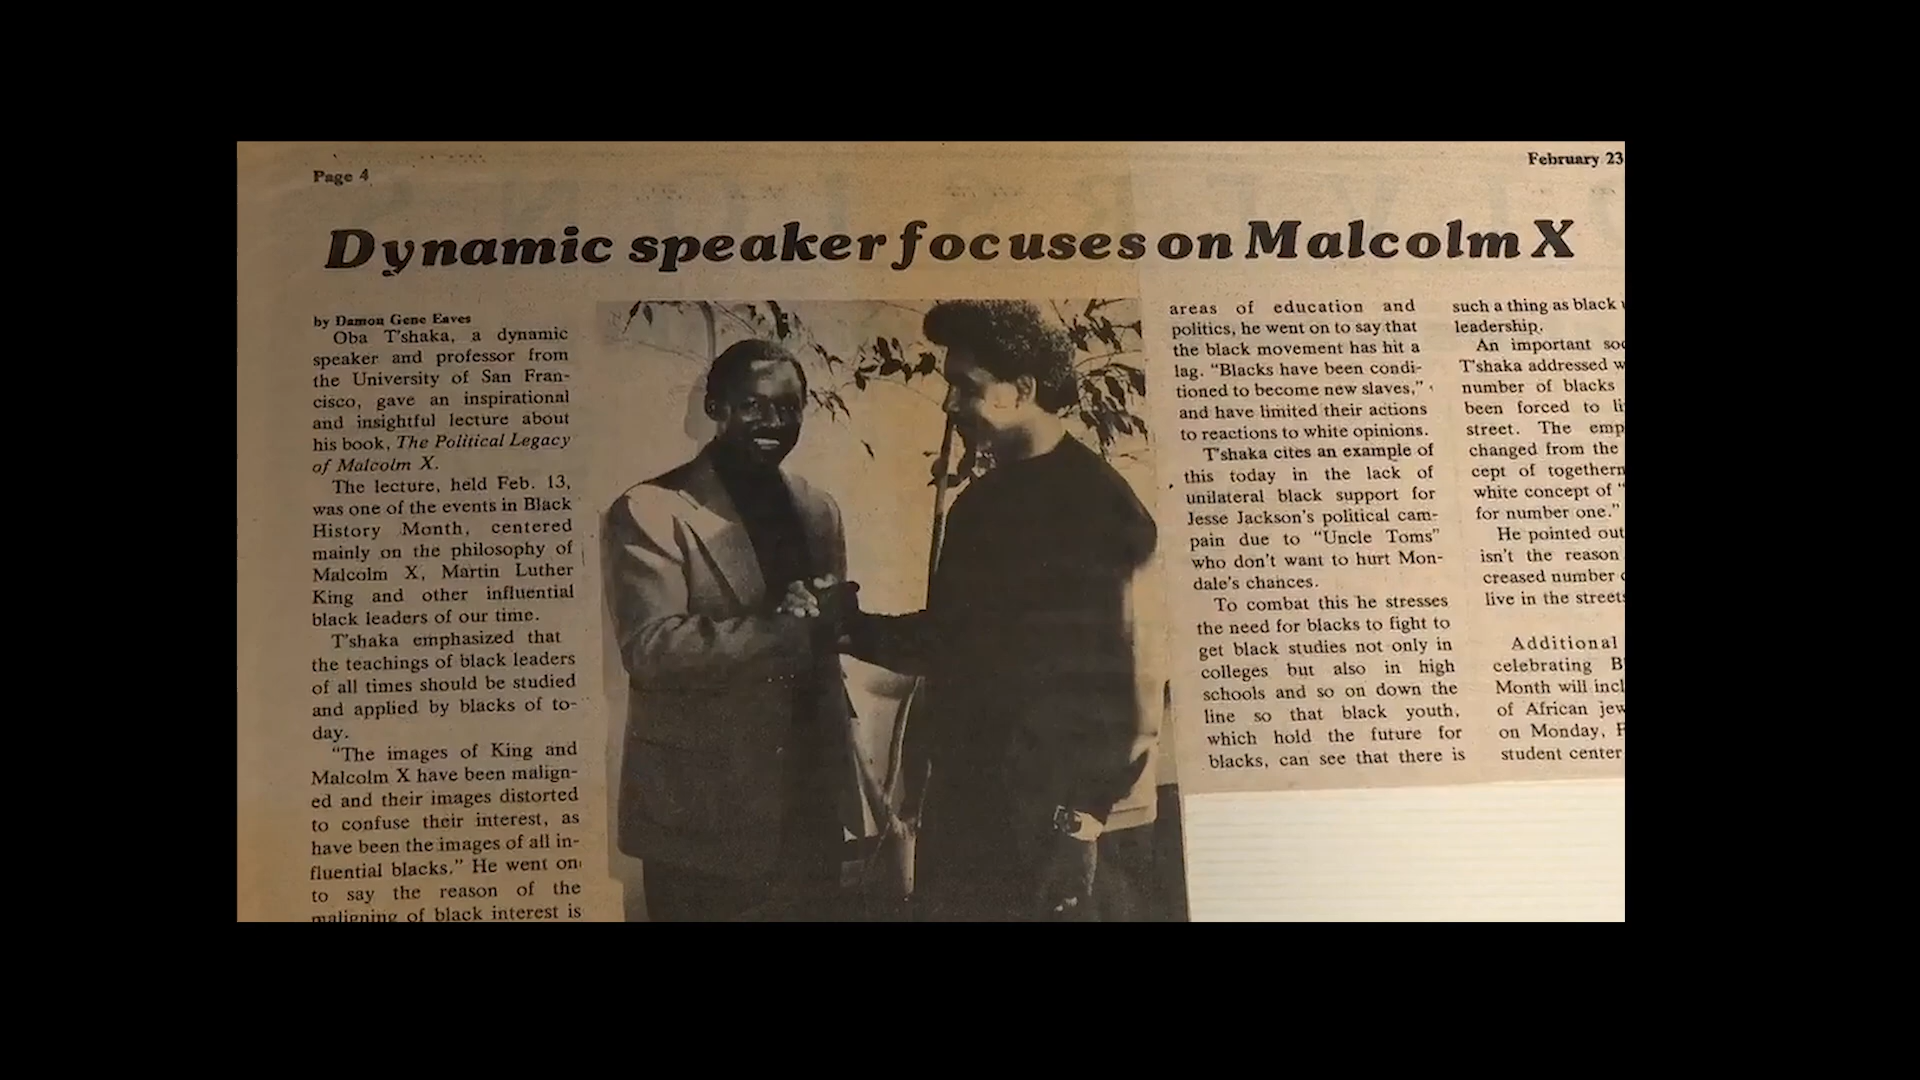 Page 4
February 23
Dynamic speaker focuses on Malcolm X
by Damon Gene Eaves
Oba T'shaka, a dynamic
speaker and professor from
the University of San Fran-
cisco, gave an inspirational
and insightful lecture about
his book, The Political Legacy
of Malcolm X.
The lecture, held Feb. 13,
was one of the events in Black
History Month, centered
mainly on the philosophy of
Malcolm X, Martin Luther
King and other influential
black leaders of our time.
T'shaka emphasized that
the teachings of black leaders
of all times should be studied
and applied by blacks of to-
day.
"The images of King and
Malcolm X have been malign-
ed and their images distorted
to confuse their interest, as
have been the images of all in-
fluential blacks." He went on
to say the reason of the
maligning of black interest is
areas of education and
politics, he went on to say that
the black movement has hit a
lag. "Blacks have been condi-
tioned to become new slaves,"
and have limited their actions
to reactions to white opinions.
T'shaka cites an example of
this today in the lack of
unilateral black support for
Jesse Jackson's political cam-
pain due to "Uncle Toms"
who don't want to hurt Mon-
dale's chances.
To combat this he stresses
the need for blacks to fight to
get black studies not only in
colleges but also in high
schools and so on down the
line so that black youth,
which hold the future for
blacks, can see that there is
such a thing as black
leadership.
An important
T'shaka addressed
number of blacks
been forced to
street. The
changed from the
cept of
white concept of "
for number one."
He pointed out
isn't the reason
creased number
live in the
Additional
celebrating
Month will
of African
on Monday,
student center